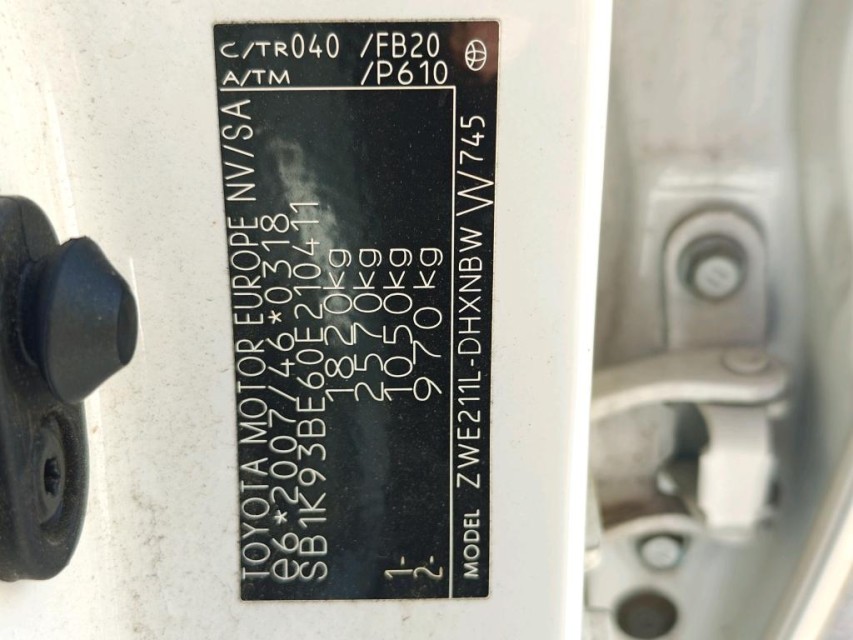 C/TR040 /FB20
A/TM /P610
TOYOTA MOTOR EUROPE NV/SA
e6*2007/46*0318
SB1K93BE60E210411
1820kg
2570kg
1- 1050kg
2- 970kg
MODEL ZWE211L-DHXNBW W745